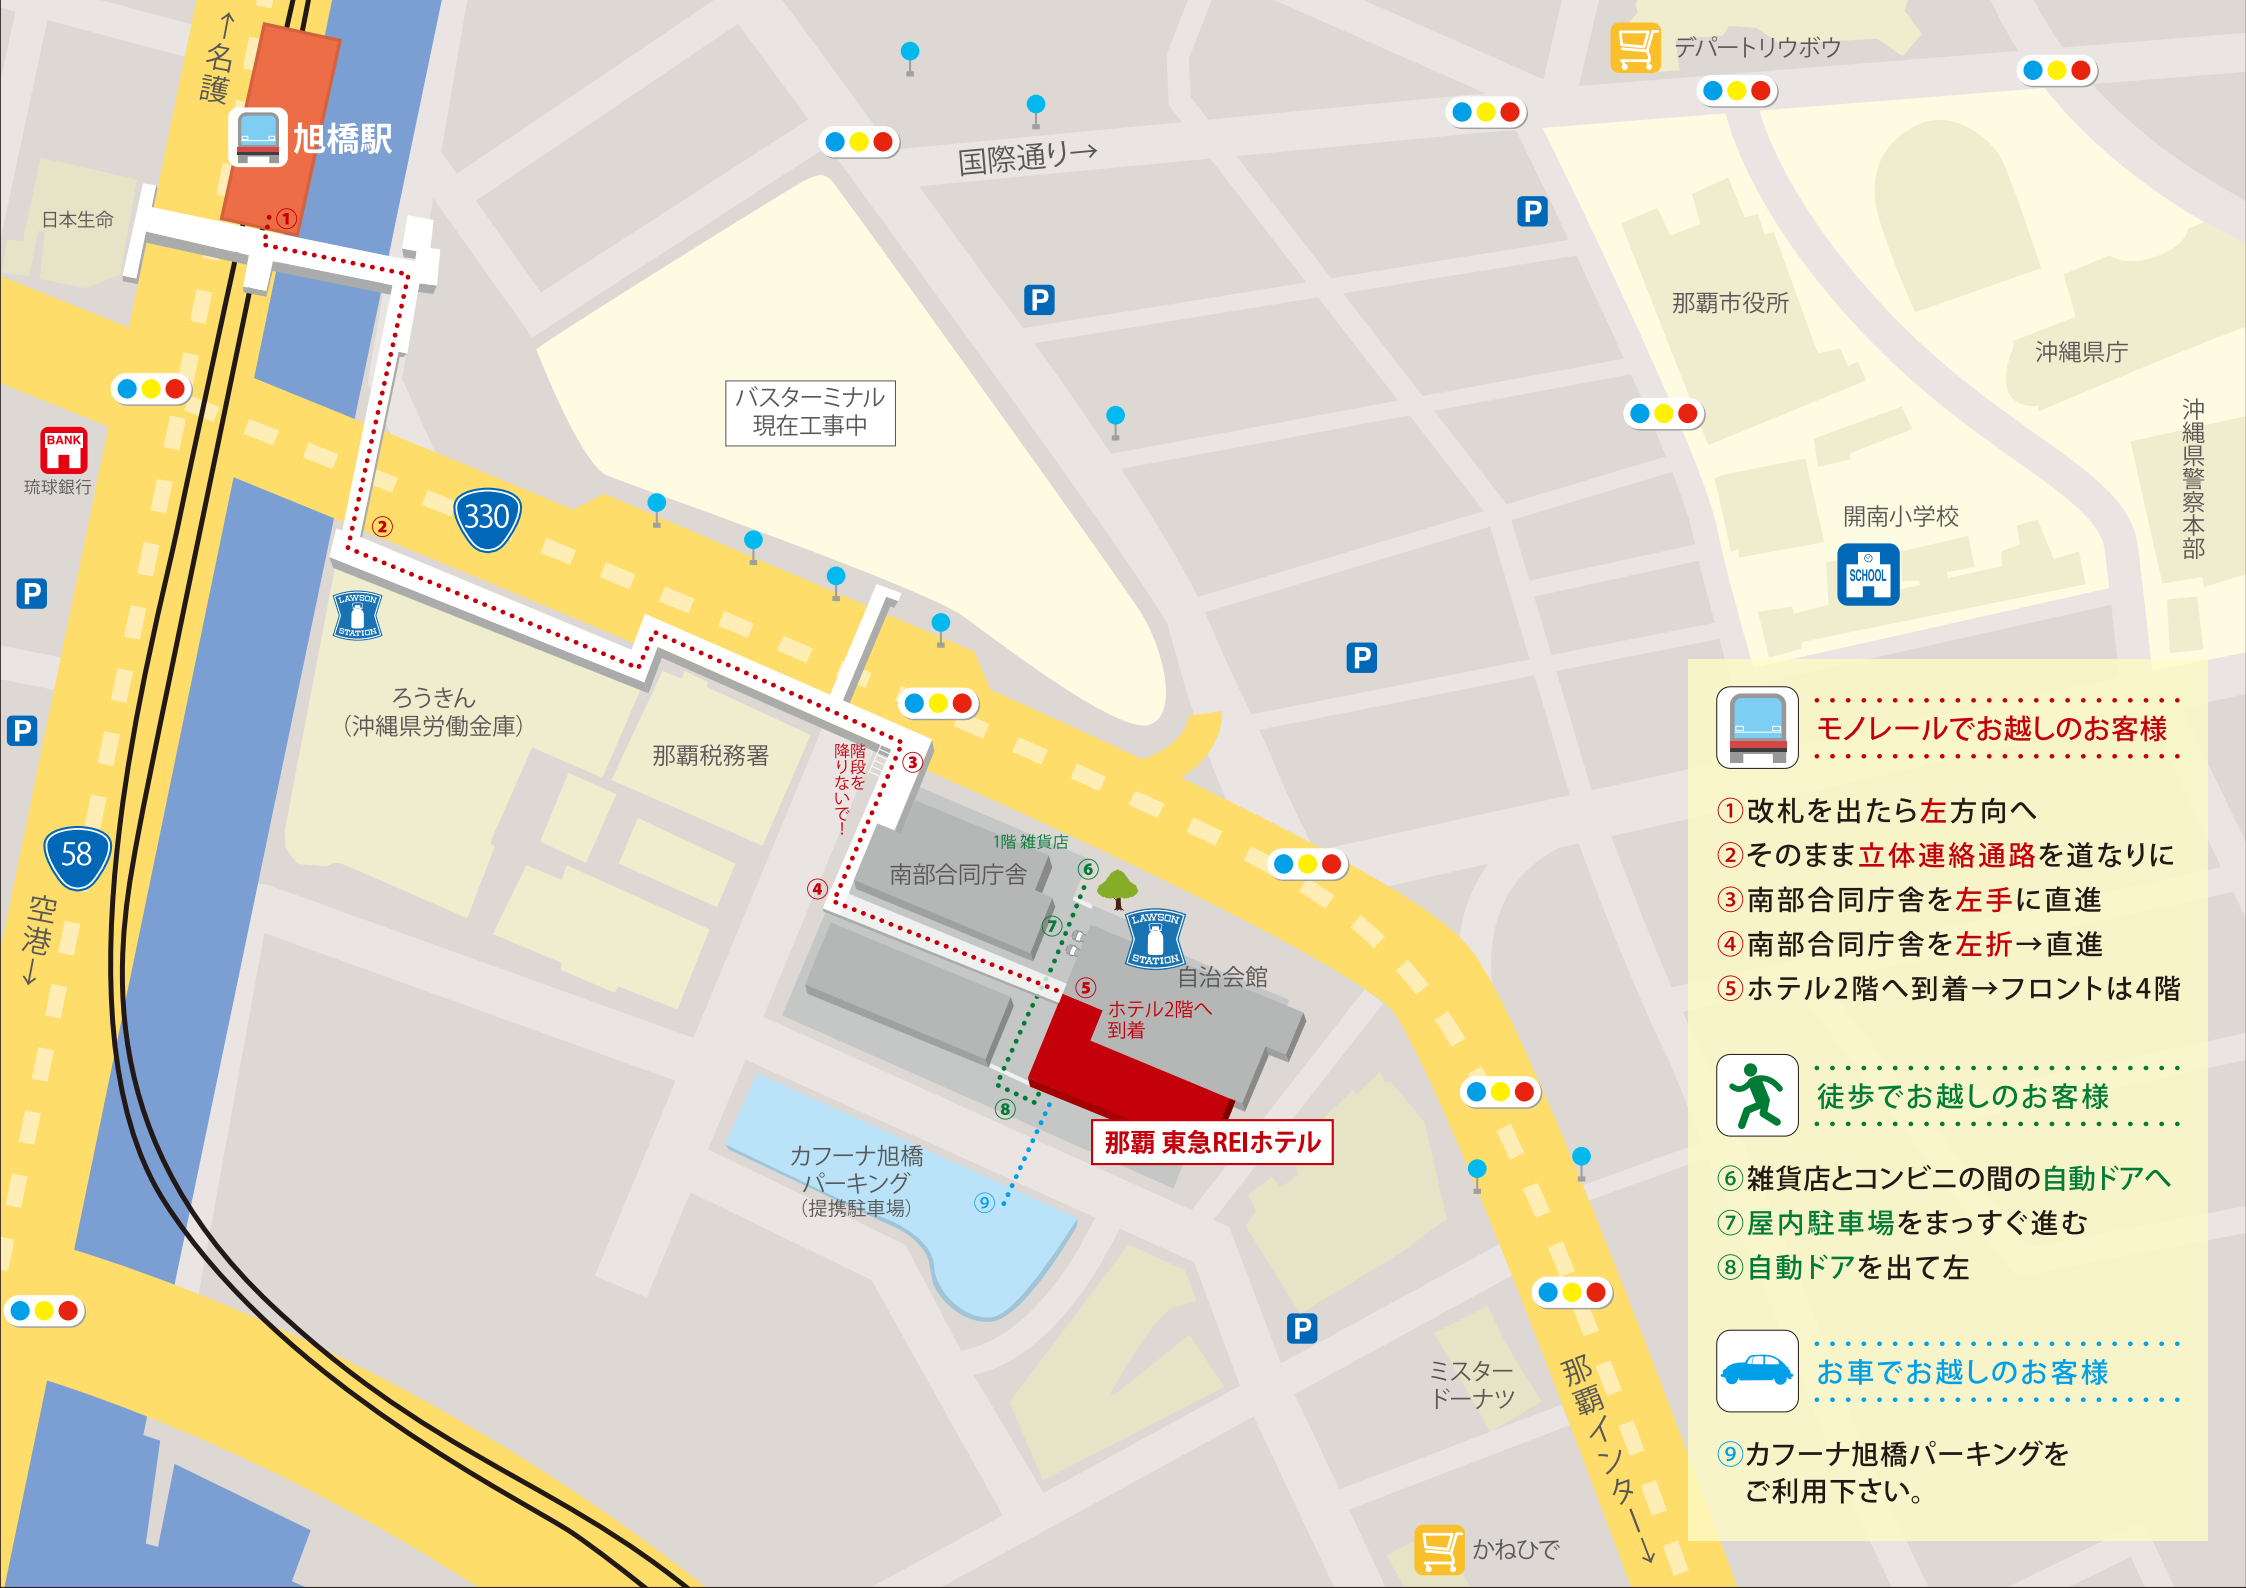 ↑名護
旭橋駅
①
日本生命
国際通り→
デパートリウボウ
那覇市役所
沖縄県庁
沖縄県警察本部
開南小学校
SCHOOL
バスターミナル
現在工事中
BANK
琉球銀行
P
P
P
P
P
P
P
②
330
LAWSON
STATION
ろうきん
（沖縄県労働金庫）
那覇税務署
階段を
降りないで！
③
58
空港→
④
南部合同庁舎
1階 雑貨店
⑥
⑦
LAWSON
STATION
自治会館
⑤
ホテル2階へ
到着
⑧
那覇 東急REIホテル
カフーナ旭橋
パーキング
（提携駐車場）
⑨
ミスター
ドーナツ
那覇インター→
かねひで
モノレールでお越しのお客様
①改札を出たら左方向へ
②そのまま立体連絡通路を道なりに
③南部合同庁舎を左手に直進
④南部合同庁舎を左折→直進
⑤ホテル2階へ到着→フロントは4階
徒歩でお越しのお客様
⑥雑貨店とコンビニの間の自動ドアへ
⑦屋内駐車場をまっすぐ進む
⑧自動ドアを出て左
お車でお越しのお客様
⑨カフーナ旭橋パーキングを
ご利用下さい。